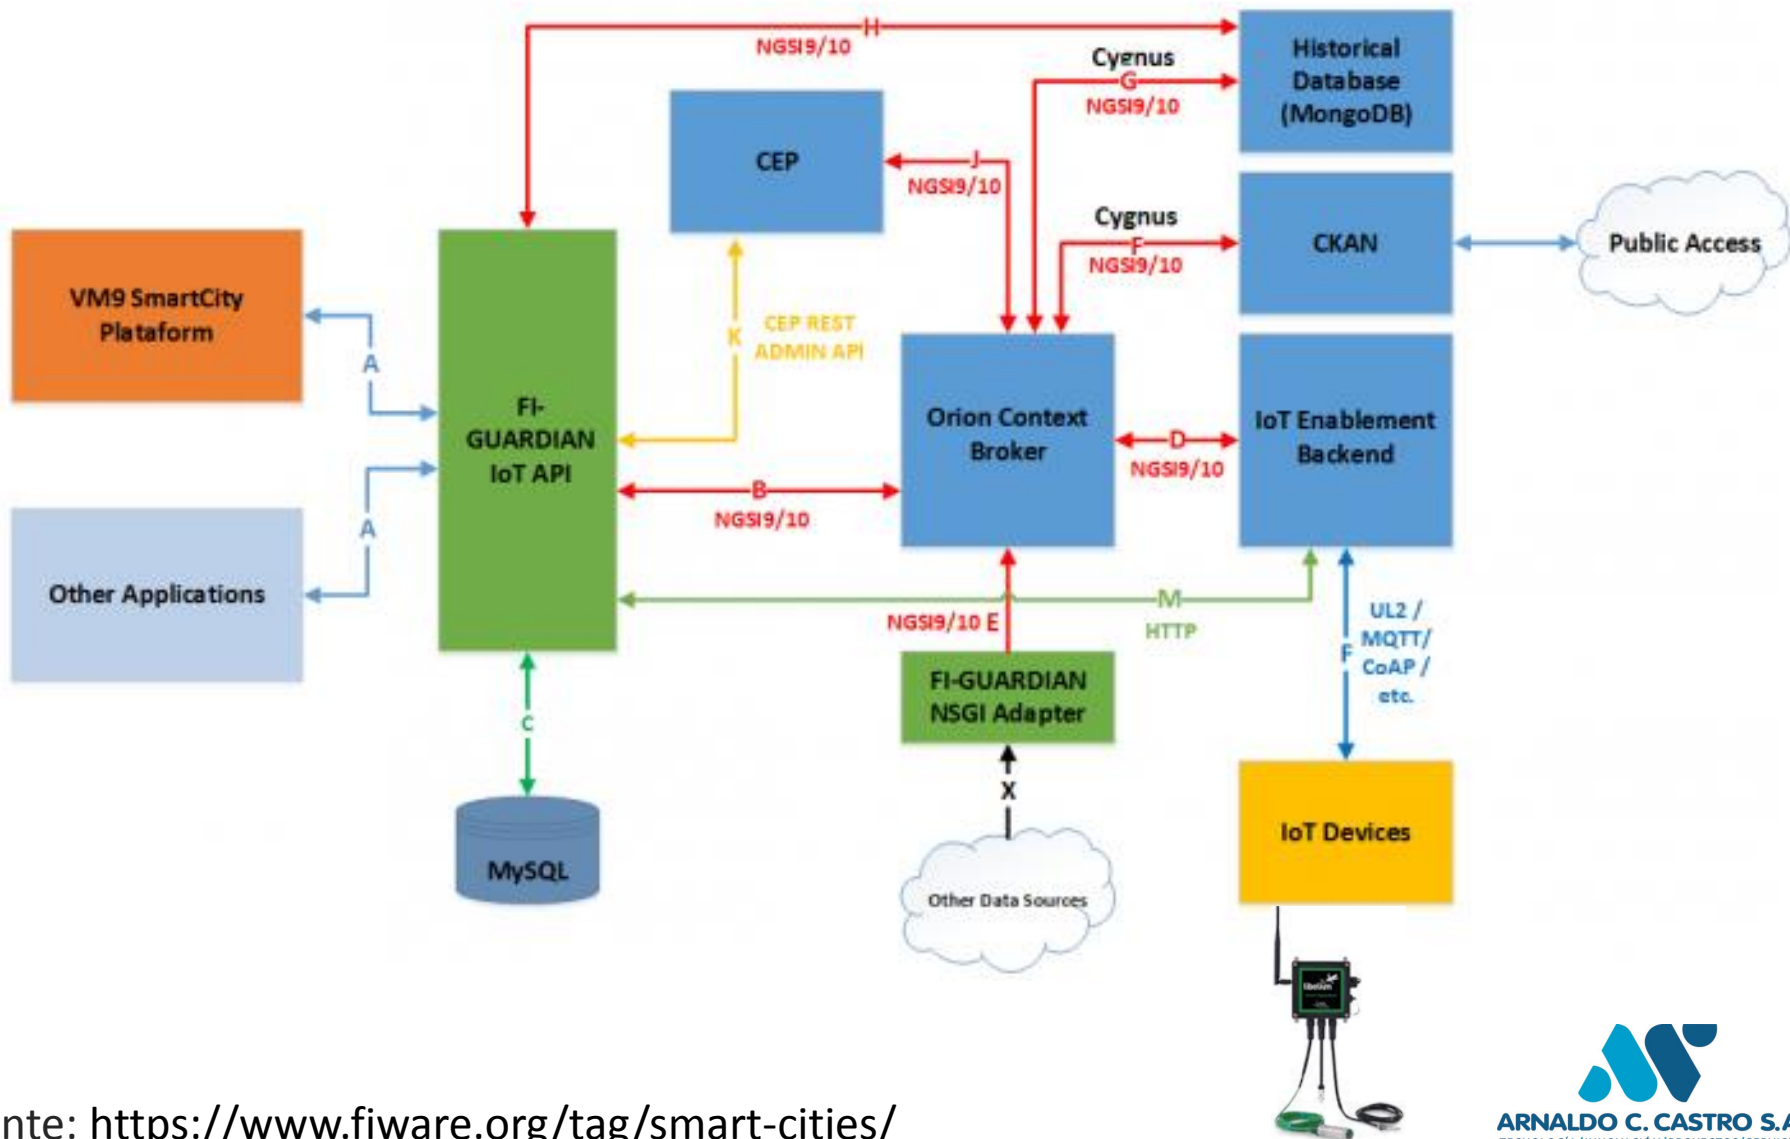 H
NGSI9/10
Cygnus
G
NGSI9/10
Historical
Database
(MongoDB)
CEP
J
NGSI9/10
Cygnus
F
NGSI9/10
CKAN
Public Access
VM9 SmartCity
Plataform
A
K
CEP REST
ADMIN API
FI-
GUARDIAN
IoT API
Orion Context
Broker
D
NGSI9/10
IoT Enablement
Backend
B
NGSI9/10
A
Other Applications
M
HTTP
NGSI9/10 E
F
UL2 /
MQTT/
CoAP /
etc.
FI-GUARDIAN
NSGI Adapter
C
X
MySQL
Other Data Sources
IoT Devices
libelium
nte: https://www.fiware.org/tag/smart-cities/
ARNALDO C. CASTRO S.A